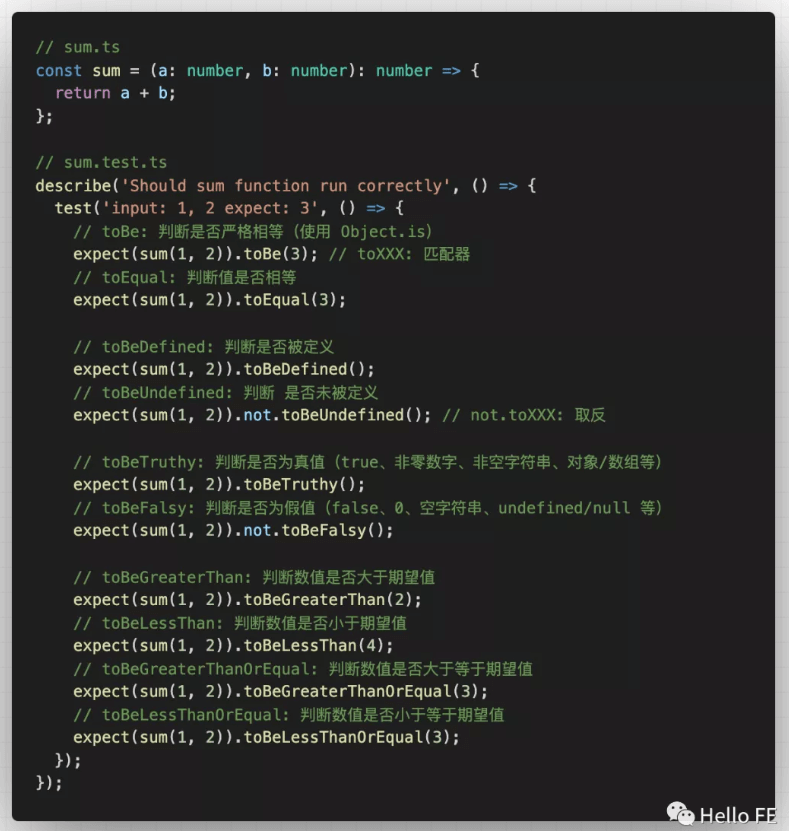 // sum.ts
const sum = (a: number, b: number): number => {
  return a + b;
};

// sum.test.ts
describe('Should sum function run correctly', () => {
  test('input: 1, 2 expect: 3', () => {
    // toBe: 判断是否严格相等（使用 Object.is）
    expect(sum(1, 2)).toBe(3); // toXXX: 匹配器
    // toEqual: 判断值是否相等
    expect(sum(1, 2)).toEqual(3);

    // toBeDefined: 判断是否被定义
    expect(sum(1, 2)).toBeDefined();
    // toBeUndefined: 判断 是否未被定义
    expect(sum(1, 2)).not.toBeUndefined(); // not.toXXX: 取反

    // toBeTruthy: 判断是否为真值（true、非零数字、非空字符串、对象/数组等）
    expect(sum(1, 2)).toBeTruthy();
    // toBeFalsy: 判断是否为假值（false、0、空字符串、undefined/null 等）
    expect(sum(1, 2)).not.toBeFalsy();

    // toBeGreaterThan: 判断数值是否大于期望值
    expect(sum(1, 2)).toBeGreaterThan(2);
    // toBeLessThan: 判断数值是否小于期望值
    expect(sum(1, 2)).toBeLessThan(4);
    // toBeGreaterThanOrEqual: 判断数值是否大于等于期望值
    expect(sum(1, 2)).toBeGreaterThanOrEqual(3);
    // toBeLessThanOrEqual: 判断数值是否小于等于期望值
    expect(sum(1, 2)).toBeLessThanOrEqual(3);
  });
});
Hello FE